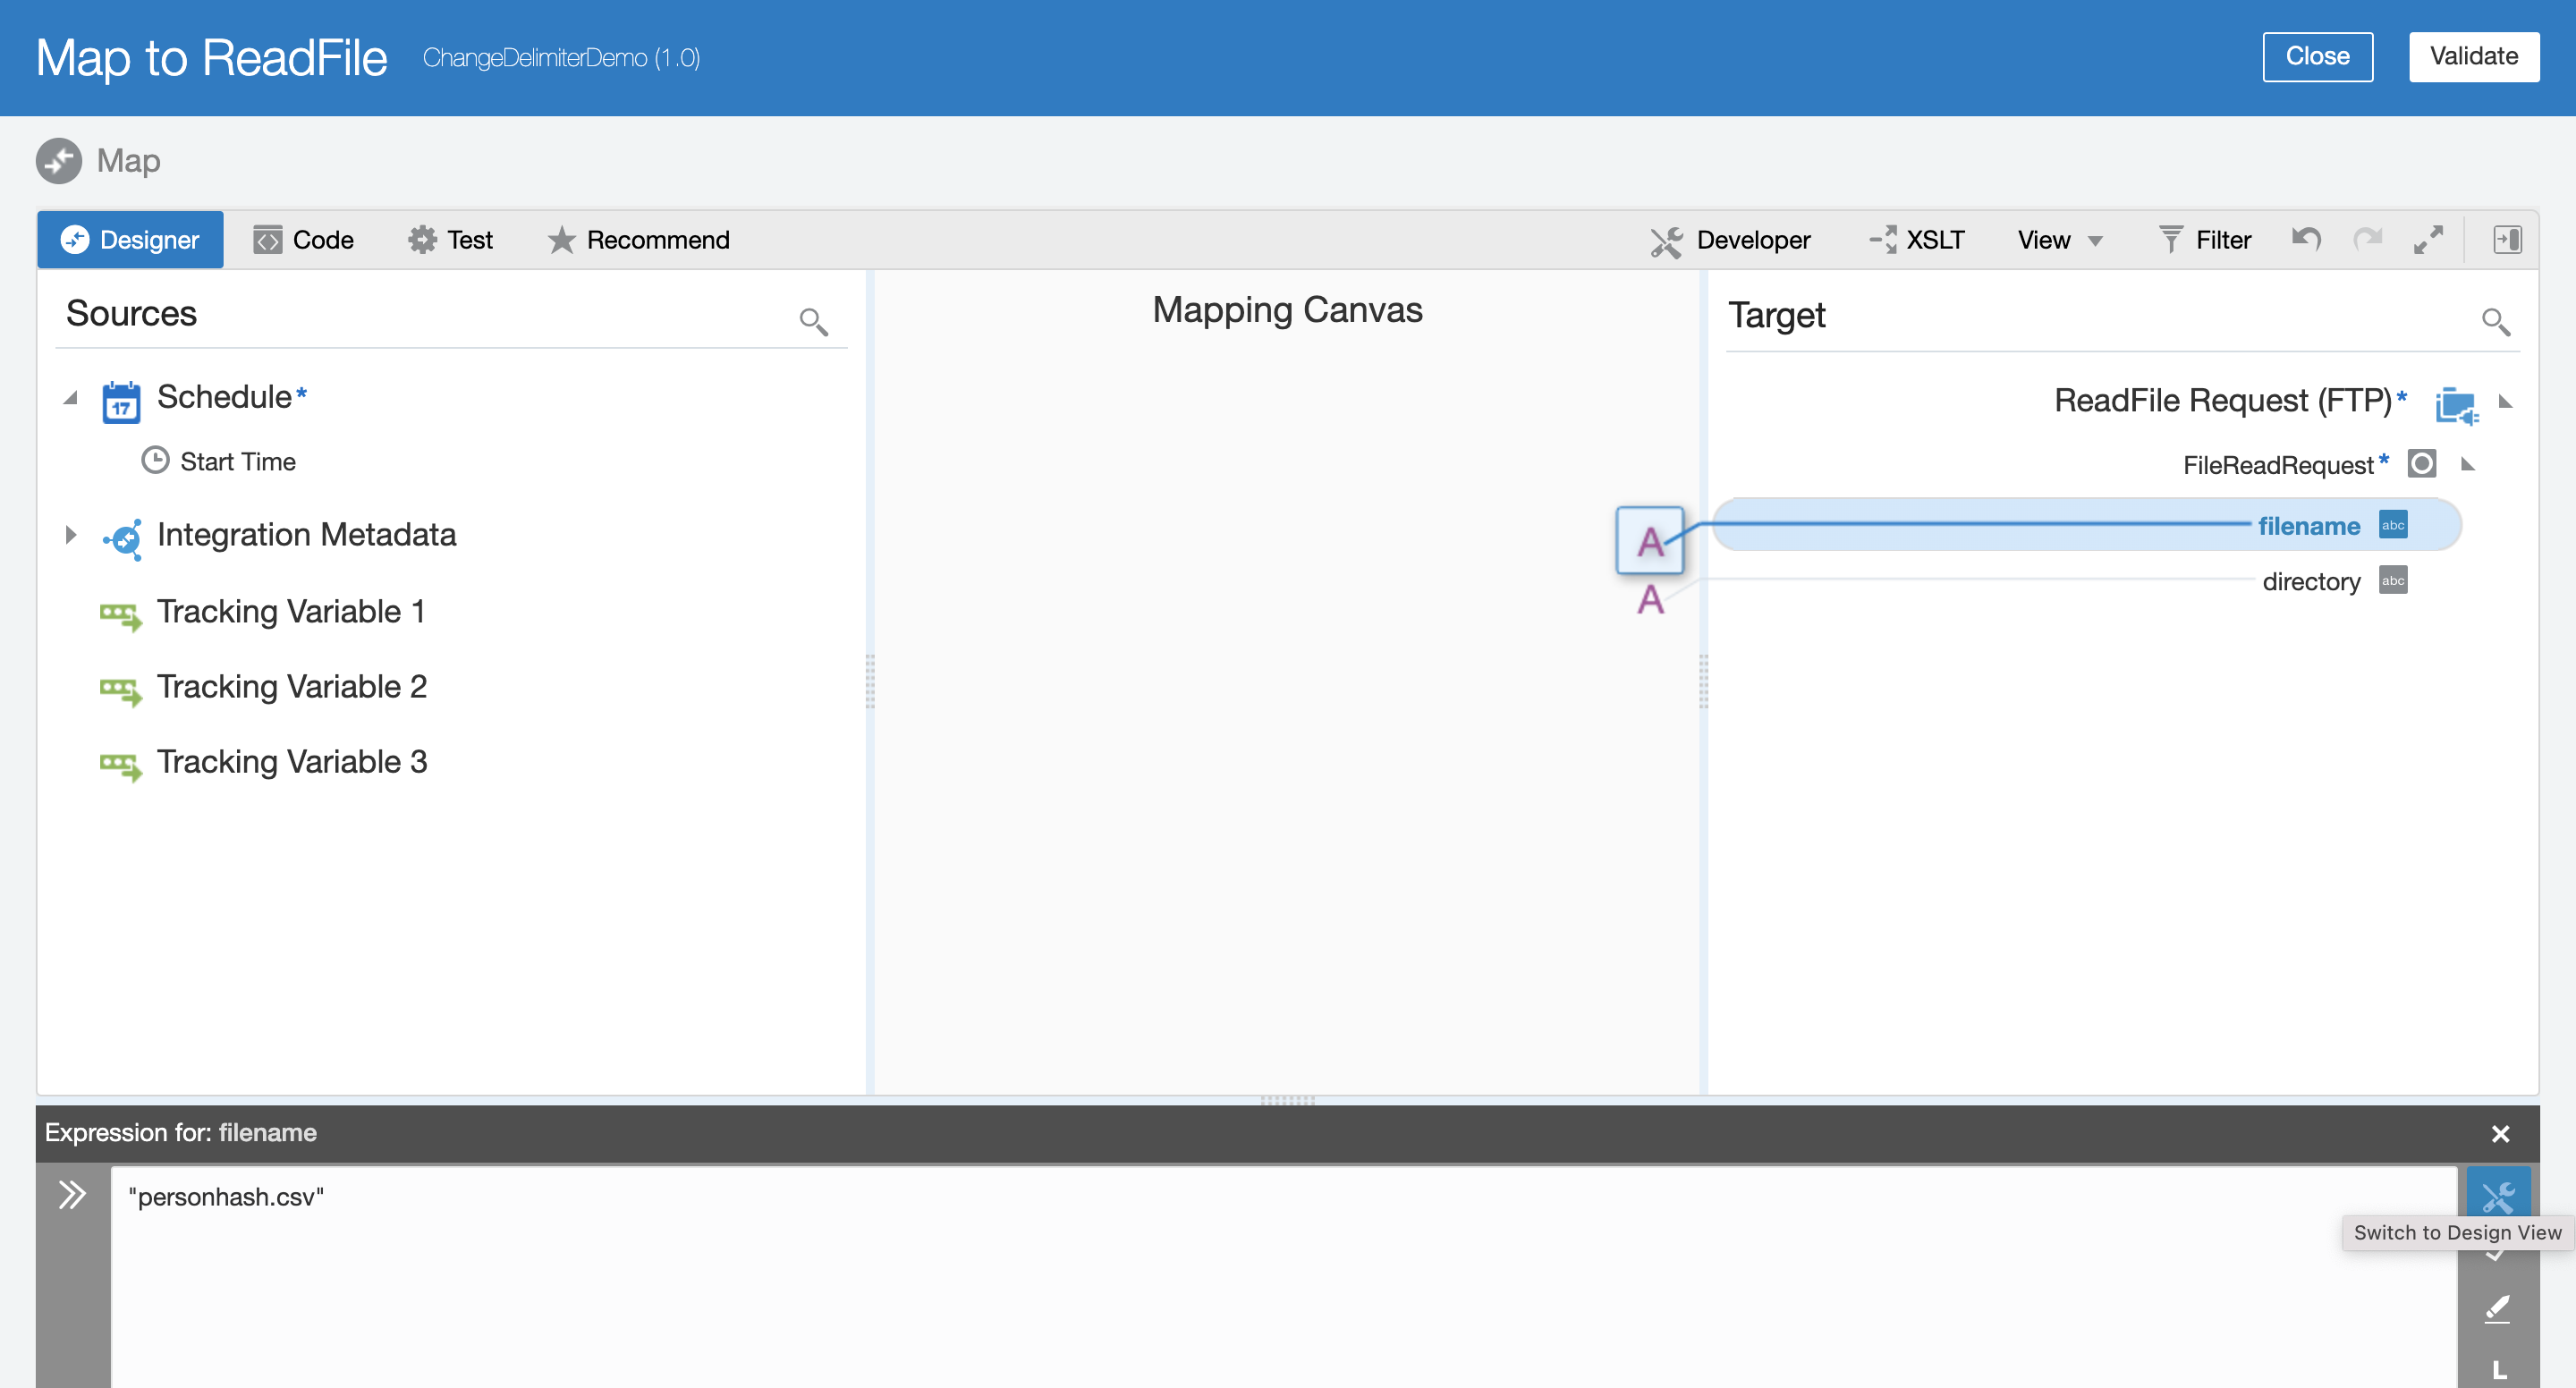 Map to ReadFile ChangeDelimiterDemo (1.0) Close Validate
Map
Designer Code Test Recommend Developer XSLT View Filter
Sources Mapping Canvas Target
Schedule* ReadFile Request (FTP)*
17
Start Time FileReadRequest*
Integration Metadata A filename abc
A directory abc
Tracking Variable 1
Tracking Variable 2
Tracking Variable 3
Expression for: filename
"personhash.csv"
Switch to Design View
L